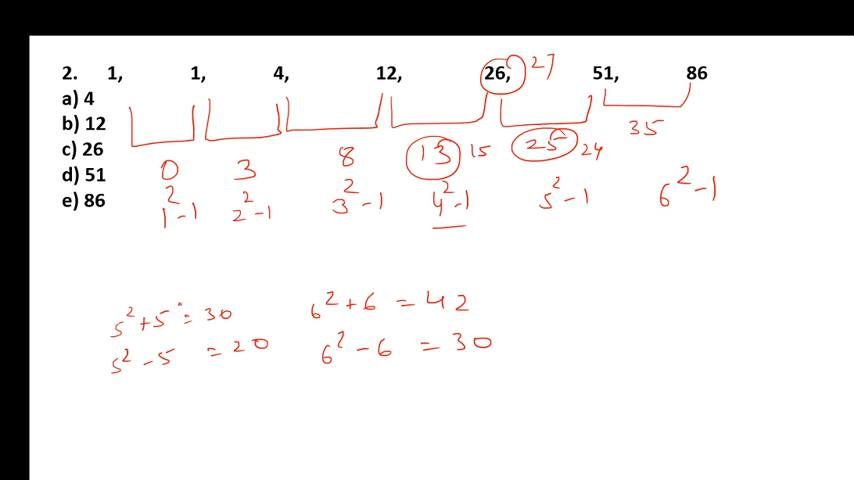 2. 1, 1, 4, 12, 26, 51, 86
27
a) 4
b) 12
c) 26
d) 51
e) 86
0 3 8 13 15 25 24 35
1²-1 2²-1 3²-1 4²-1 5²-1 6²-1
5²+5 = 30 6²+6 = 42
5²-5 = 20 6²-6 = 30